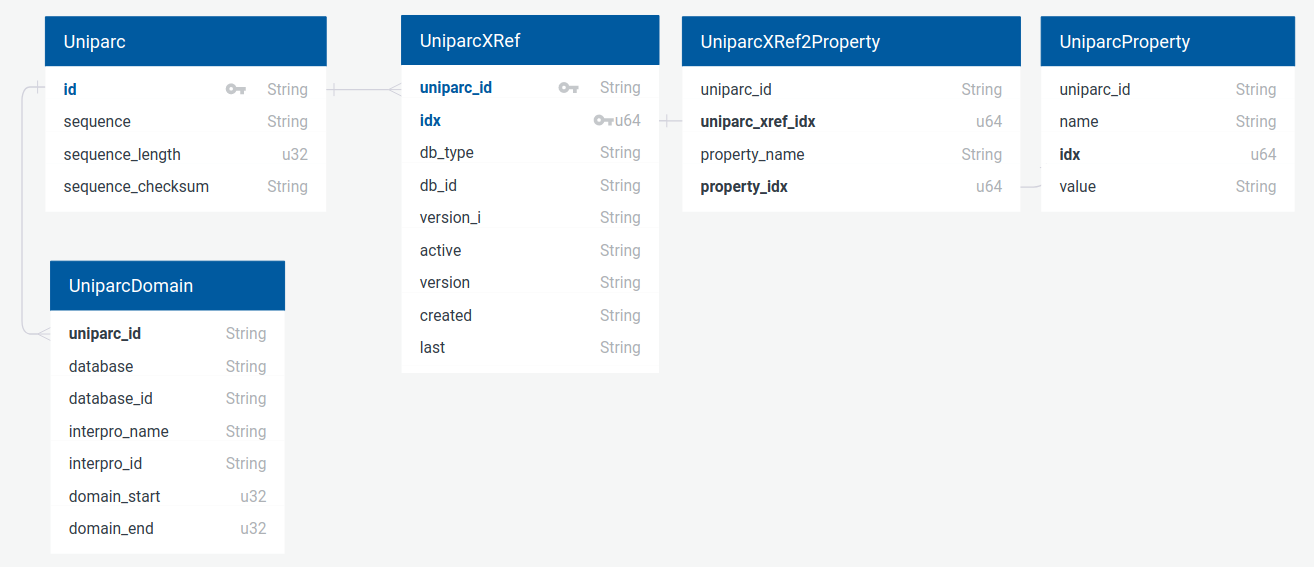 Uniparc
id String
sequence String
sequence_length u32
sequence_checksum String
UniparcXRef
uniparc_id String
idx u64
db_type String
db_id String
version_i String
active String
version String
created String
last String
UniparcXRef2Property
uniparc_id String
uniparc_xref_idx u64
property_name String
property_idx u64
UniparcProperty
uniparc_id String
name String
idx u64
value String
UniparcDomain
uniparc_id String
database String
database_id String
interpro_name String
interpro_id String
domain_start u32
domain_end u32